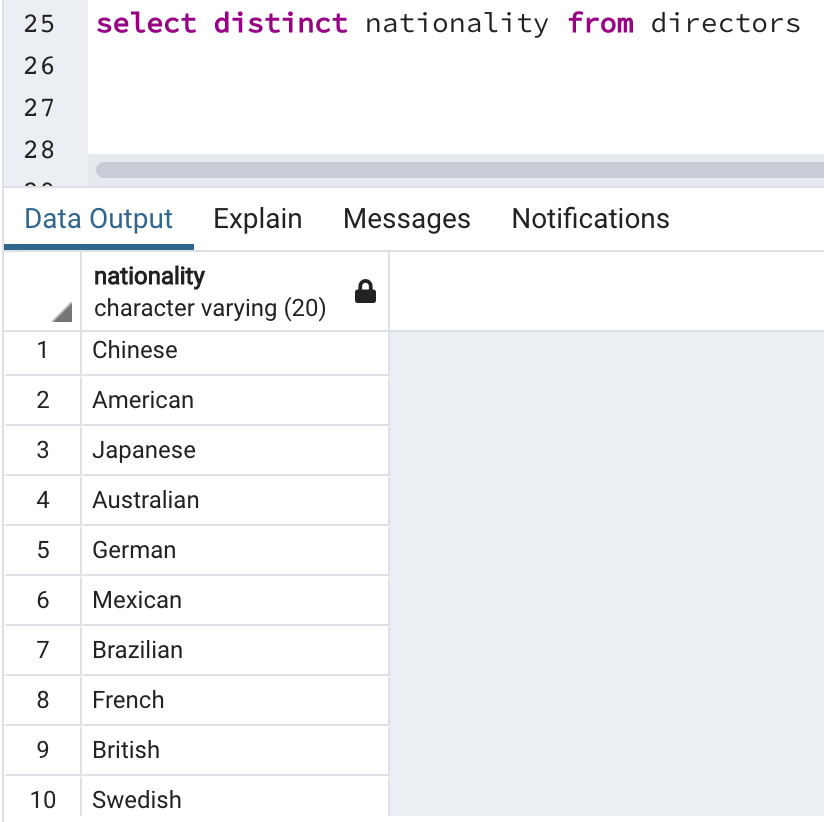 25 select distinct nationality from directors
26
27
28
Data Output Explain Messages Notifications
nationality
character varying (20)
1 Chinese
2 American
3 Japanese
4 Australian
5 German
6 Mexican
7 Brazilian
8 French
9 British
10 Swedish